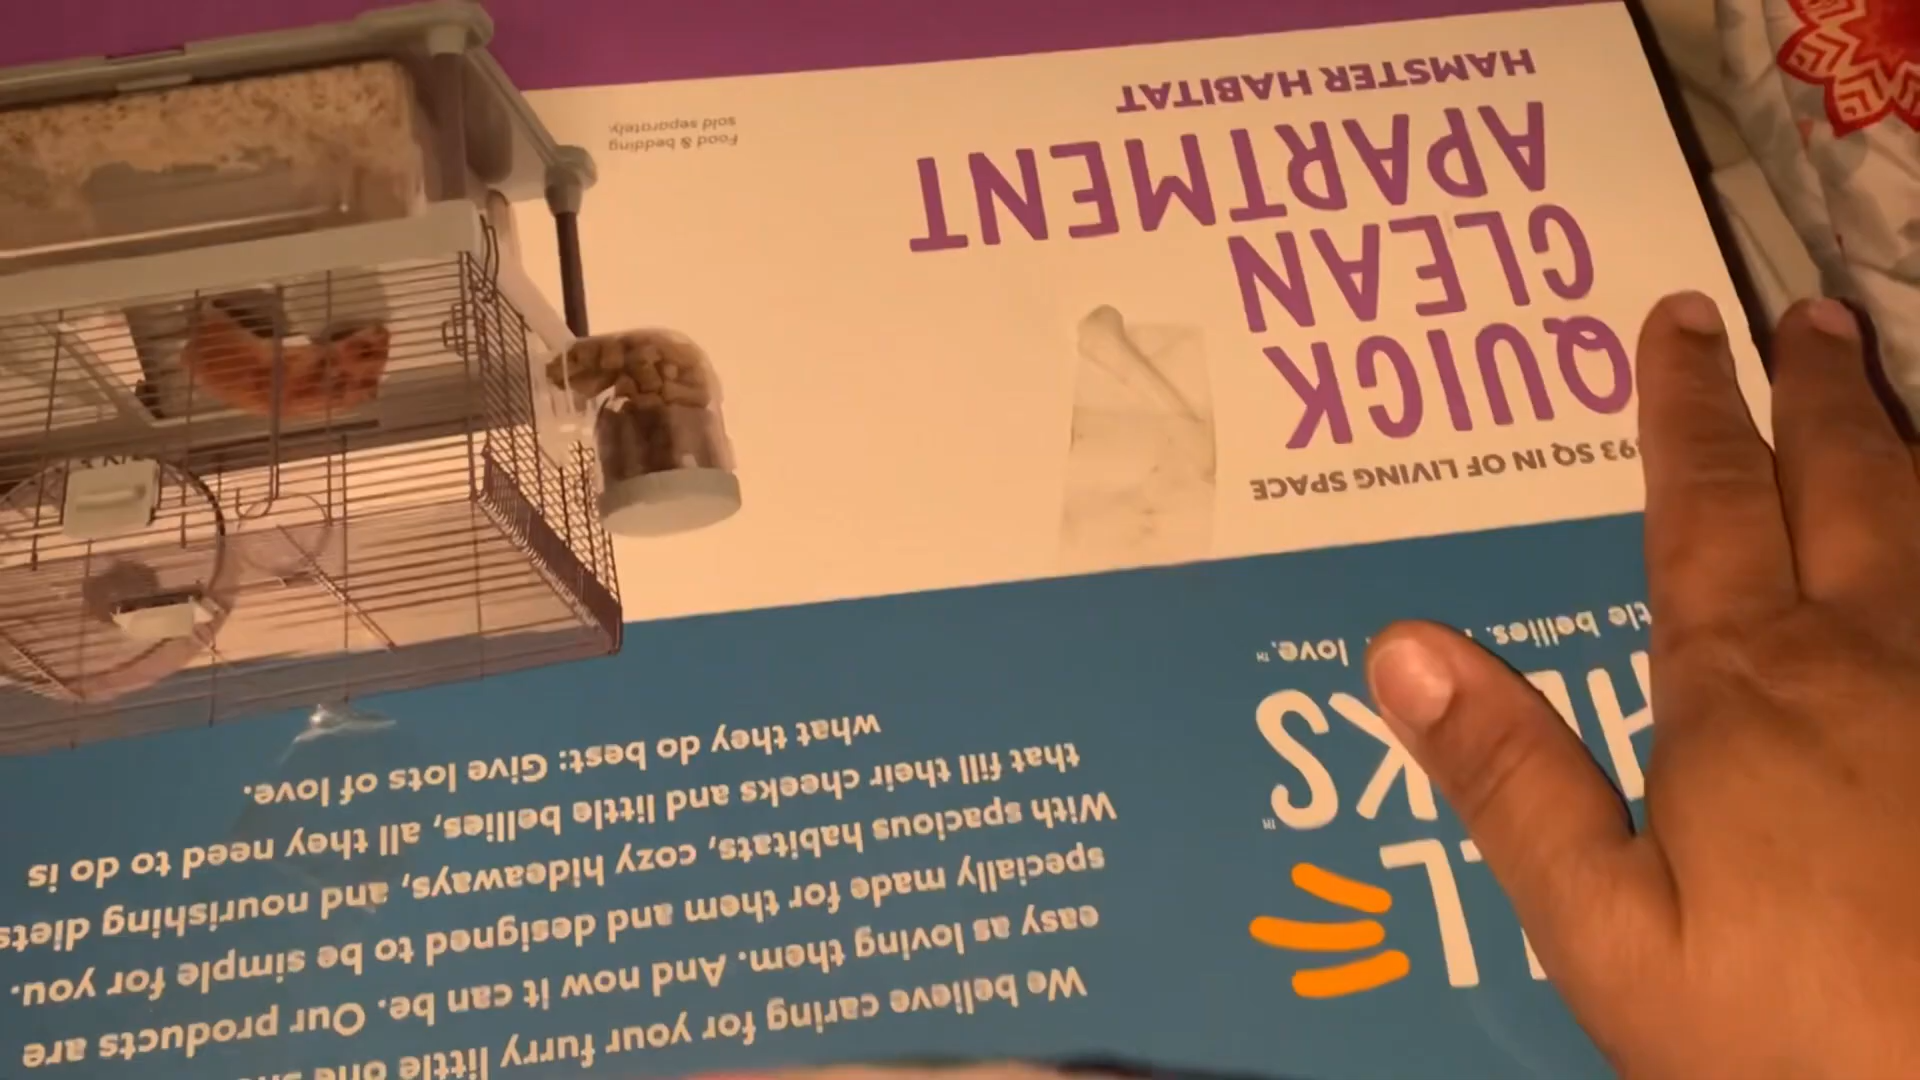 We believe caring for your furry little one
easy as loving them. And now it can be. Our products are
specially made for them and designed to be simple for you.
With spacious habitats, cozy hideaways, and nourishing diets
that fill their cheeks and little bellies, all they need to do is
what they do best: Give lots of love.
bellies. love.™
SQ IN OF LIVING SPACE
QUICK
CLEAN
APARTMENT
HAMSTER HABITAT
Food & bedding
sold separately.